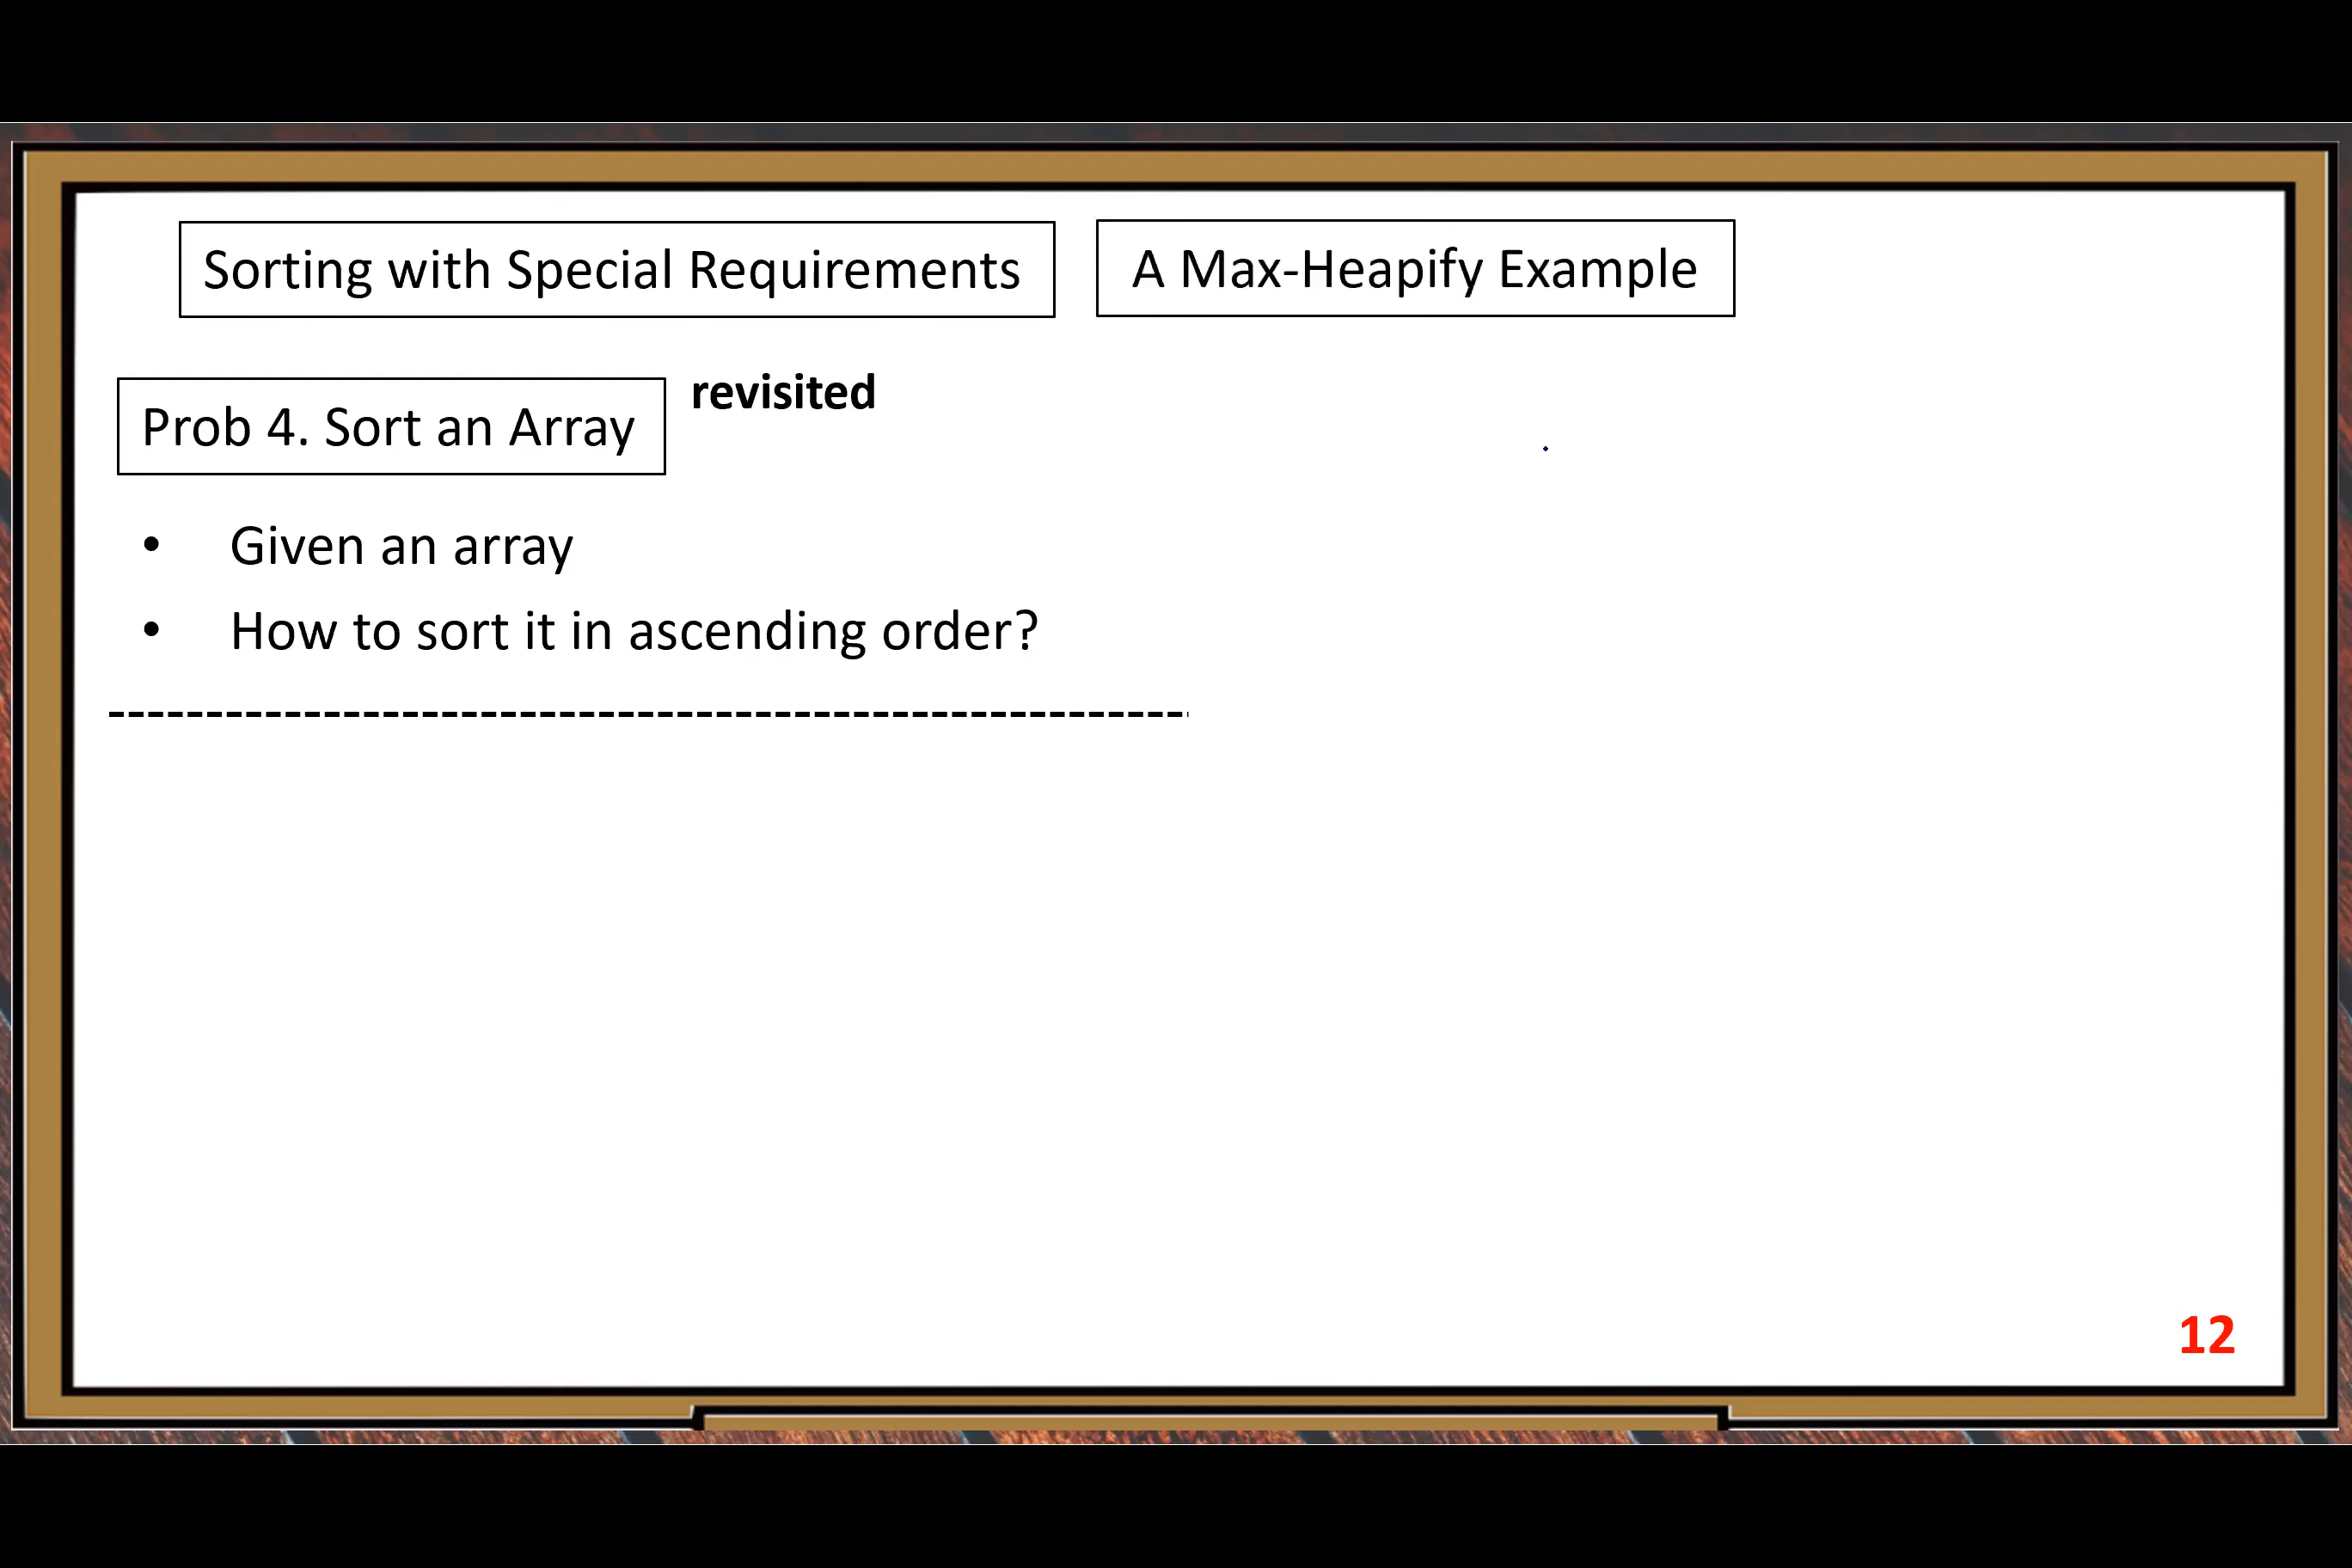 Sorting with Special Requirements
A Max-Heapify Example
Prob 4. Sort an Array
revisited
• Given an array
• How to sort it in ascending order?
12